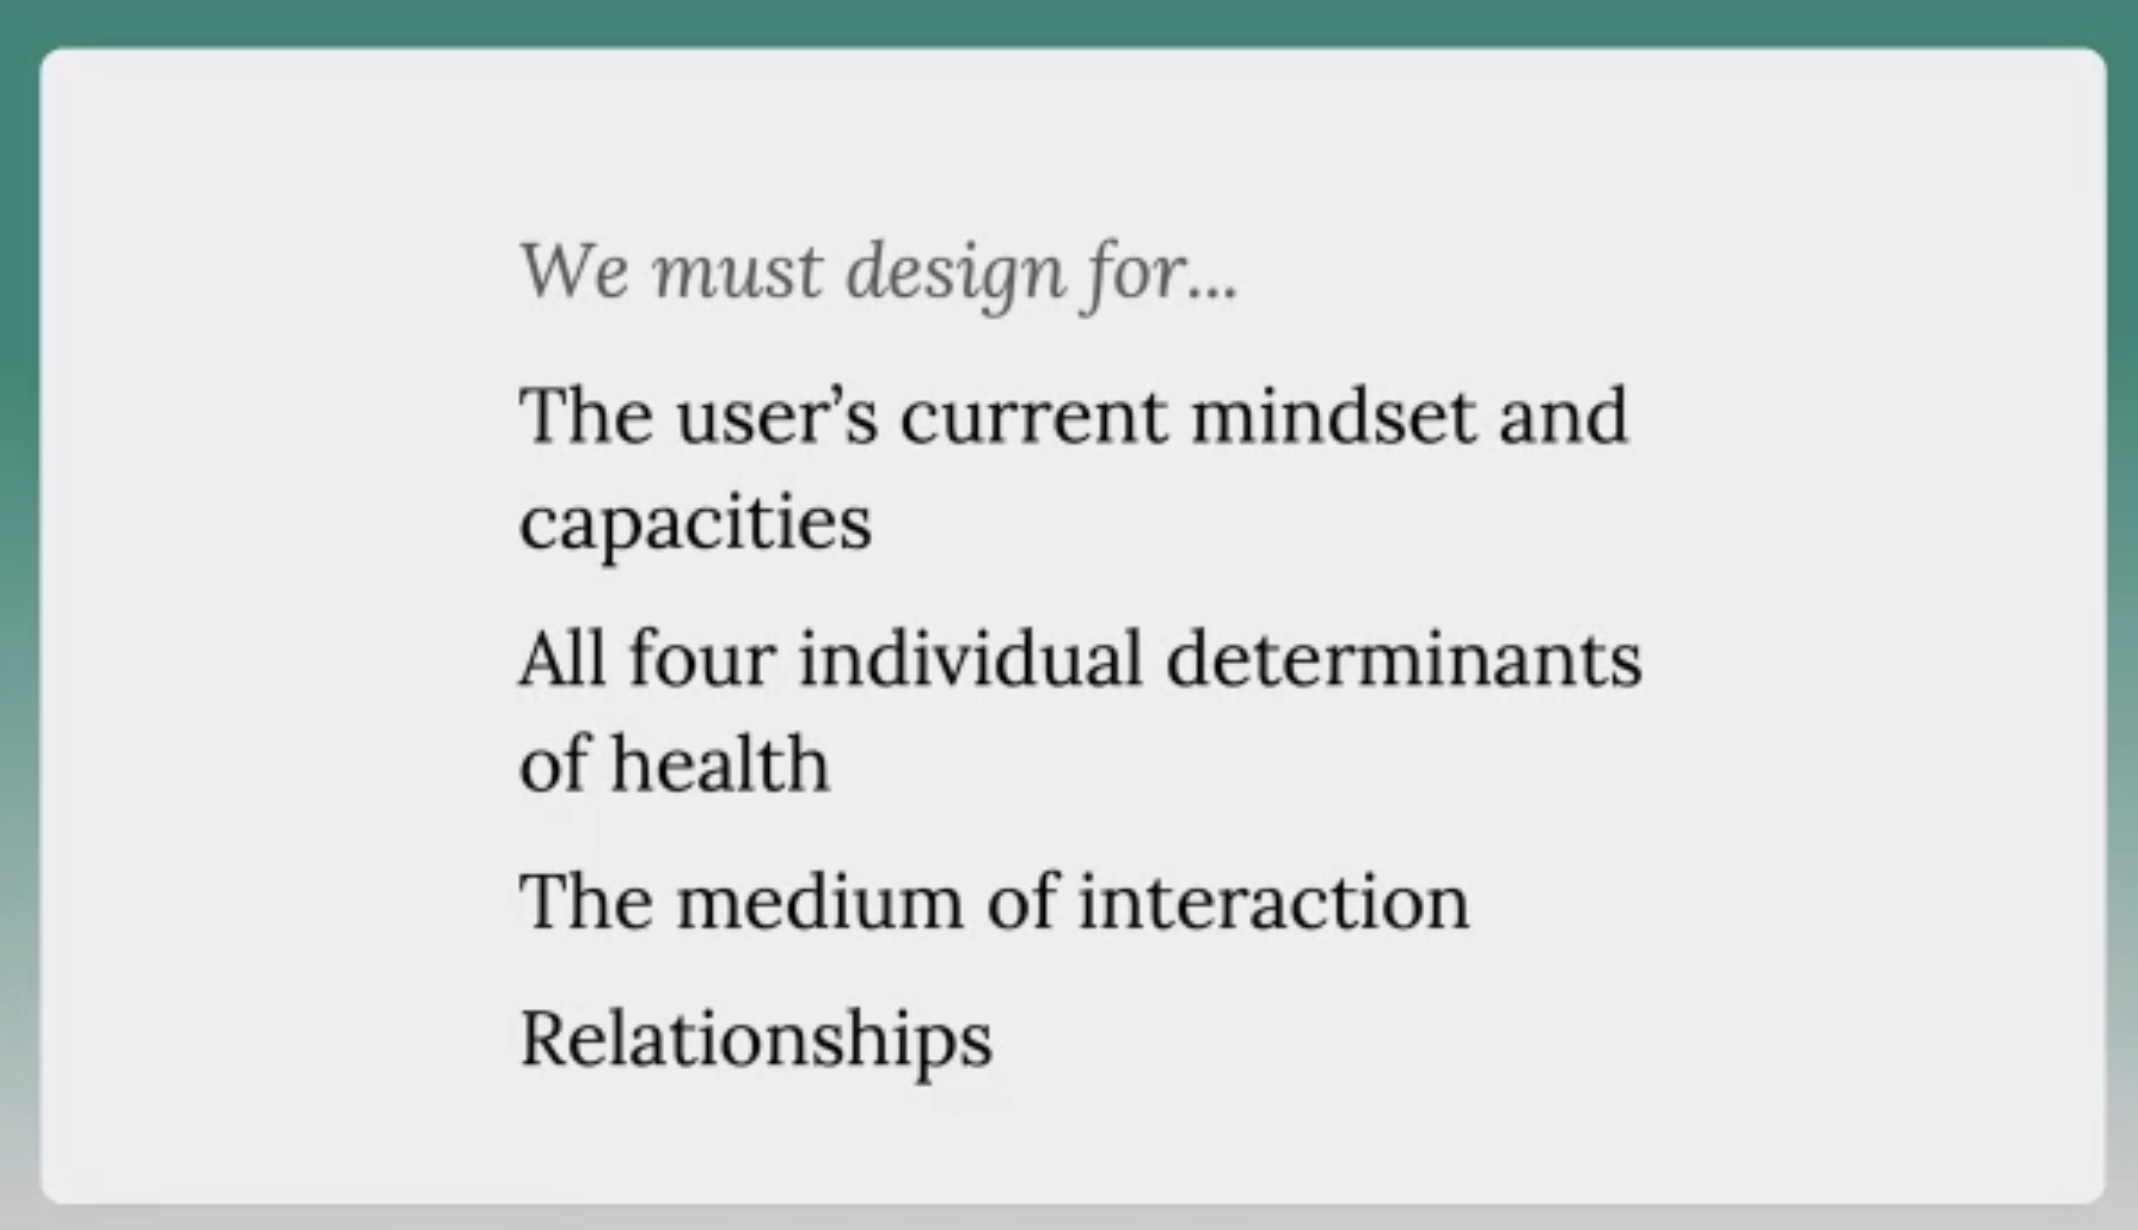 We must design for...
The user’s current mindset and
capacities
All four individual determinants
of health
The medium of interaction
Relationships